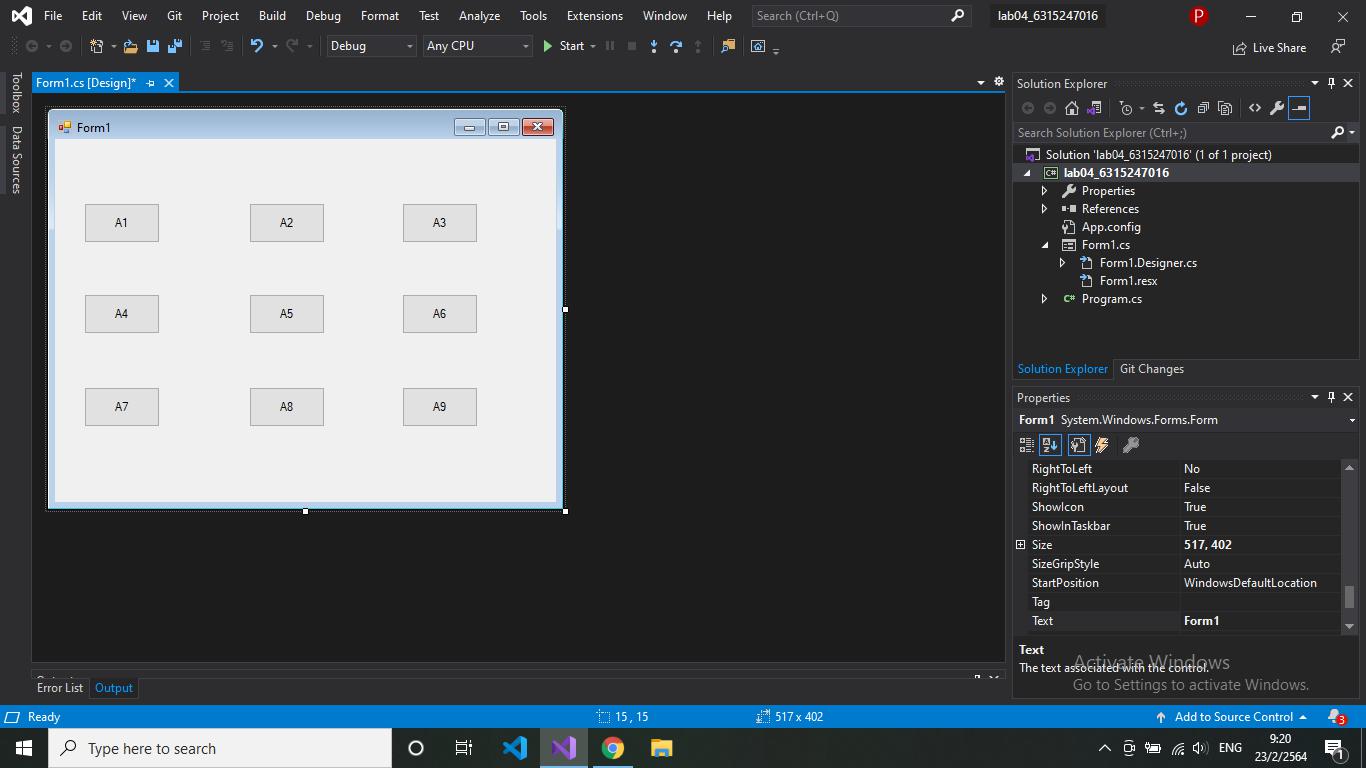 File Edit View Git Project Build Debug Format Test Analyze Tools Extensions Window Help Search (Ctrl+Q) lab04_6315247016 P
Debug Any CPU Start Live Share
Toolbox
Data Sources
Form1.cs [Design]*
Form1
A1 A2 A3
A4 A5 A6
A7 A8 A9
Solution Explorer
Search Solution Explorer (Ctrl+;)
Solution 'lab04_6315247016' (1 of 1 project)
C# lab04_6315247016
Properties
References
App.config
Form1.cs
Form1.Designer.cs
Form1.resx
C# Program.cs
Solution Explorer Git Changes
Properties
Form1 System.Windows.Forms.Form
RightToLeft No
RightToLeftLayout False
ShowIcon True
ShowInTaskbar True
Size 517, 402
SizeGripStyle Auto
StartPosition WindowsDefaultLocation
Tag
Text Form1
Text
The text associated with the control.
Activate Windows
Go to Settings to activate Windows.
Error List Output
Ready 15 , 15 517 x 402 Add to Source Control 3
Type here to search ENG 9:20
23/2/2564 1